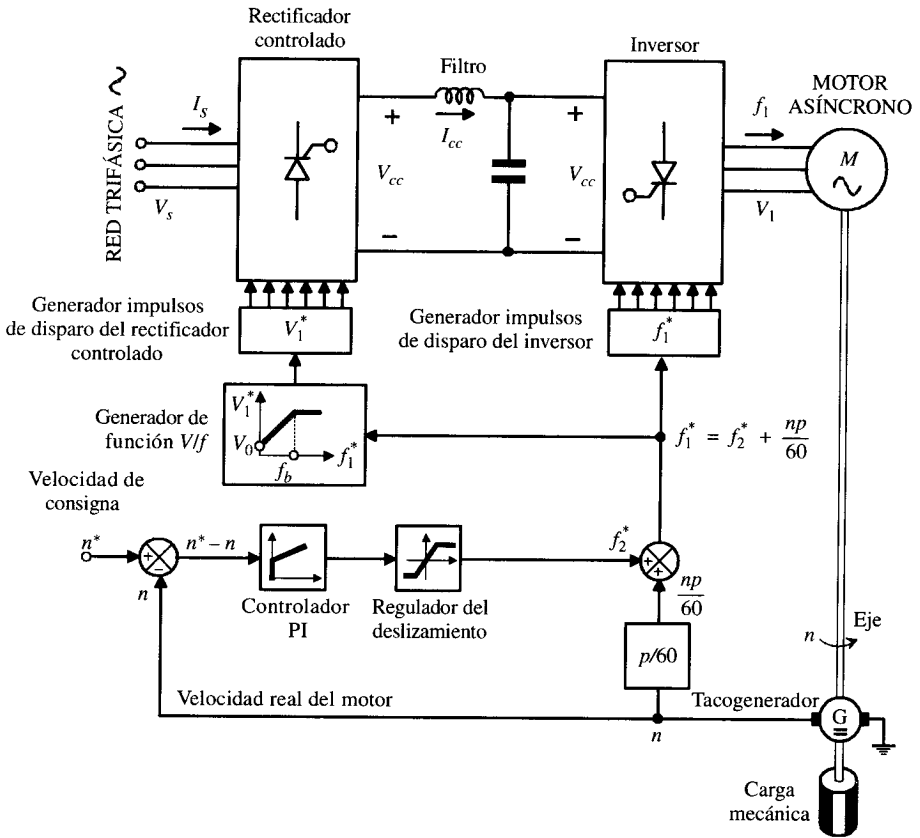 Rectificador
controlado
Inversor
Filtro
MOTOR
ASÍNCRONO
RED TRIFÁSICA
I_s
V_s
+
I_cc
V_cc
−
+
V_cc
−
f_1
V_1
M
Generador impulsos
de disparo del rectificador
controlado
V_1^*
Generador impulsos
de disparo del inversor
f_1^*
Generador de
función V/f
V_1^*
V_0
f_b
f_1^*
f_1^* = f_2^* + np/60
Velocidad de
consigna
n*
+
−
n
n* – n
Controlador
PI
Regulador del
deslizamiento
f_2^*
+
+
np/60
p/60
n
Velocidad real del motor
Tacogenerador
n
Eje
G
Carga
mecánica